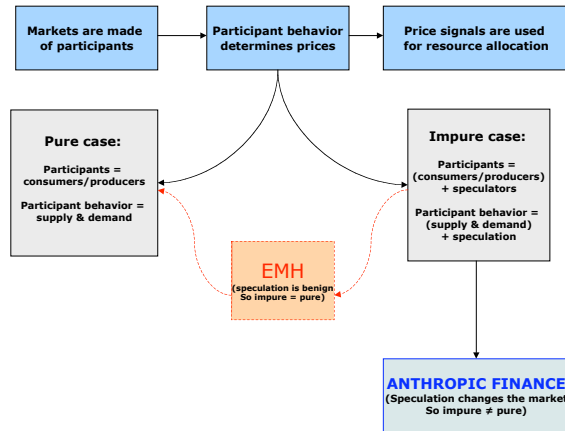 Markets are made
of participants
Participant behavior
determines prices
Price signals are used
for resource allocation
Pure case:
Participants =
consumers/producers
Participant behavior =
supply & demand
Impure case:
Participants =
(consumers/producers)
+ speculators
Participant behavior =
(supply & demand)
+ speculation
EMH
(speculation is benign
So impure = pure)
ANTHROPIC FINANCE
(Speculation changes the market
So impure ≠ pure)